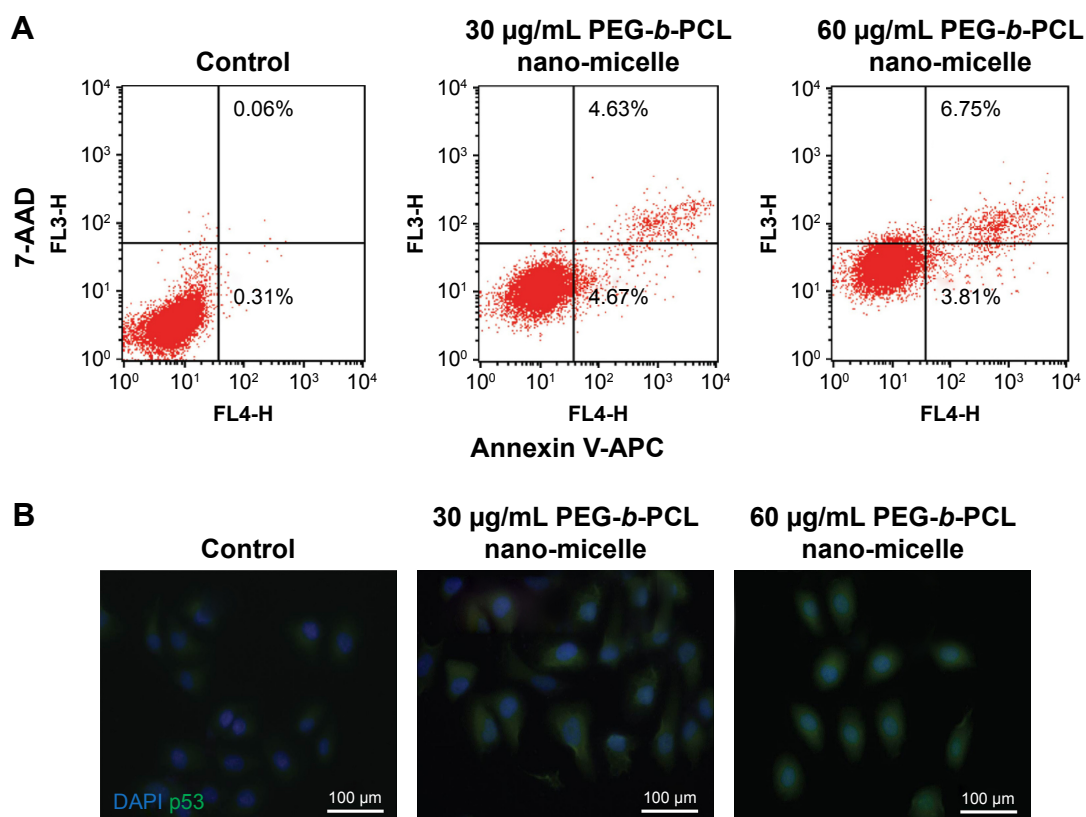 A
Control
30 µg/mL PEG-b-PCL
nano-micelle
60 µg/mL PEG-b-PCL
nano-micelle
7-AAD
FL3-H
10⁴
10³
10²
10¹
10⁰
0.06%
0.31%
10⁰ 10¹ 10² 10³ 10⁴
FL4-H
FL3-H
10⁴
10³
10²
10¹
10⁰
4.63%
4.67%
10⁰ 10¹ 10² 10³ 10⁴
FL4-H
FL3-H
10⁴
10³
10²
10¹
10⁰
6.75%
3.81%
10⁰ 10¹ 10² 10³ 10⁴
FL4-H
Annexin V-APC
B
Control
30 µg/mL PEG-b-PCL
nano-micelle
60 µg/mL PEG-b-PCL
nano-micelle
DAPI p53
100 µm
100 µm
100 µm